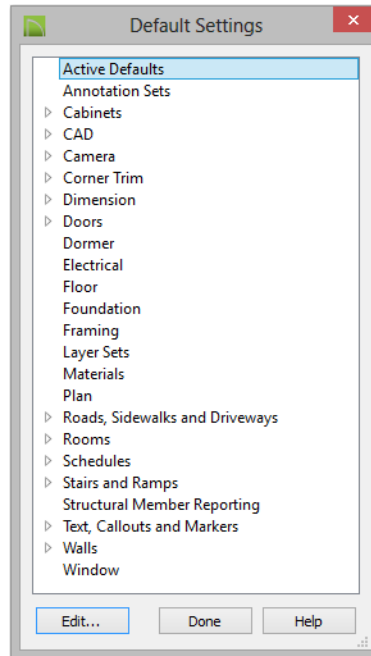 Default Settings
Active Defaults
Annotation Sets
Cabinets
CAD
Camera
Corner Trim
Dimension
Doors
Dormer
Electrical
Floor
Foundation
Framing
Layer Sets
Materials
Plan
Roads, Sidewalks and Driveways
Rooms
Schedules
Stairs and Ramps
Structural Member Reporting
Text, Callouts and Markers
Walls
Window
Edit... Done Help